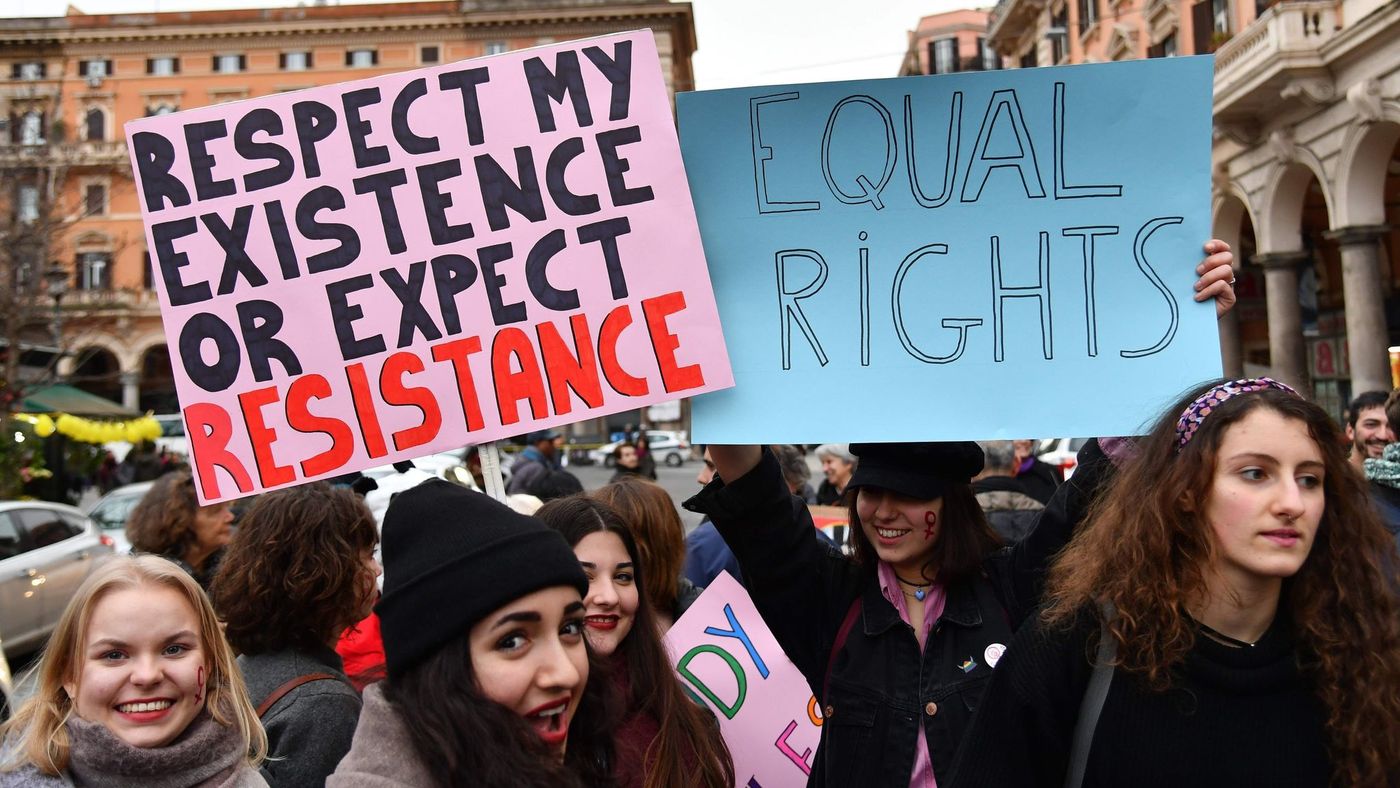 RESPECT MY
EXISTENCE
OR EXPECT
RESISTANCE
EQUAL
RIGHTS